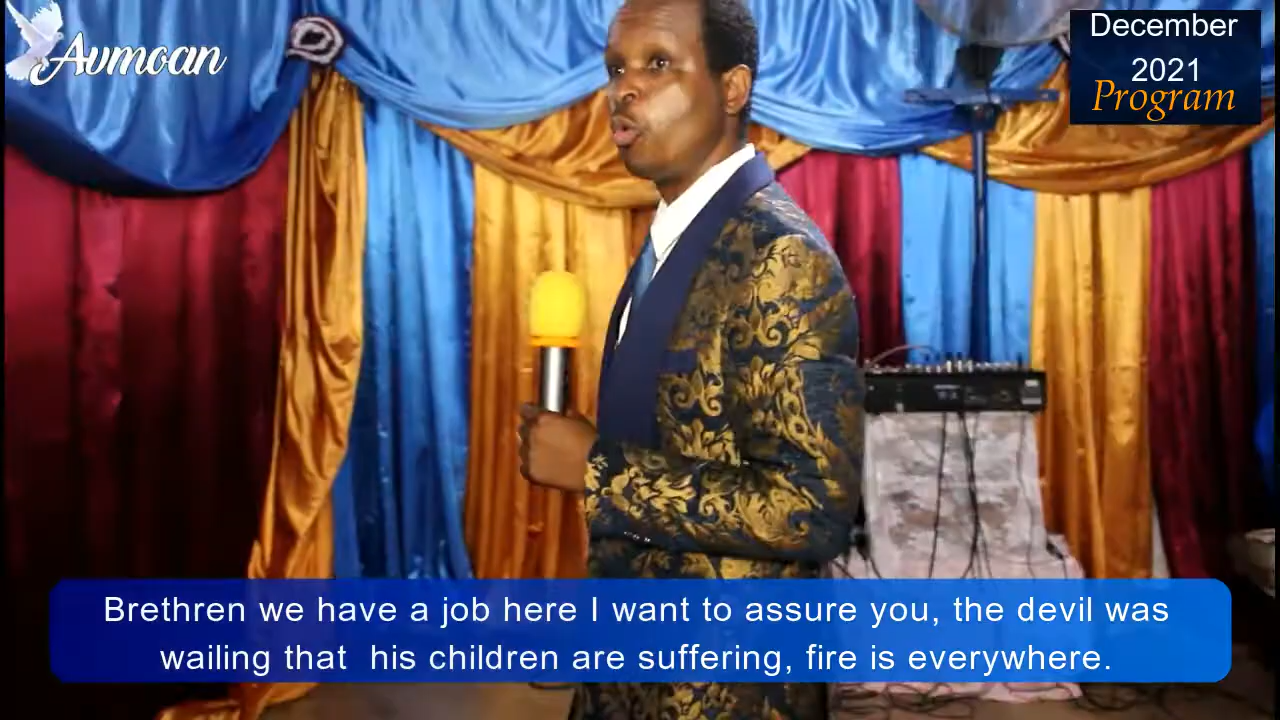 Aumoan
December
2021
Program
Brethren we have a job here I want to assure you, the devil was
wailing that  his children are suffering, fire is everywhere.